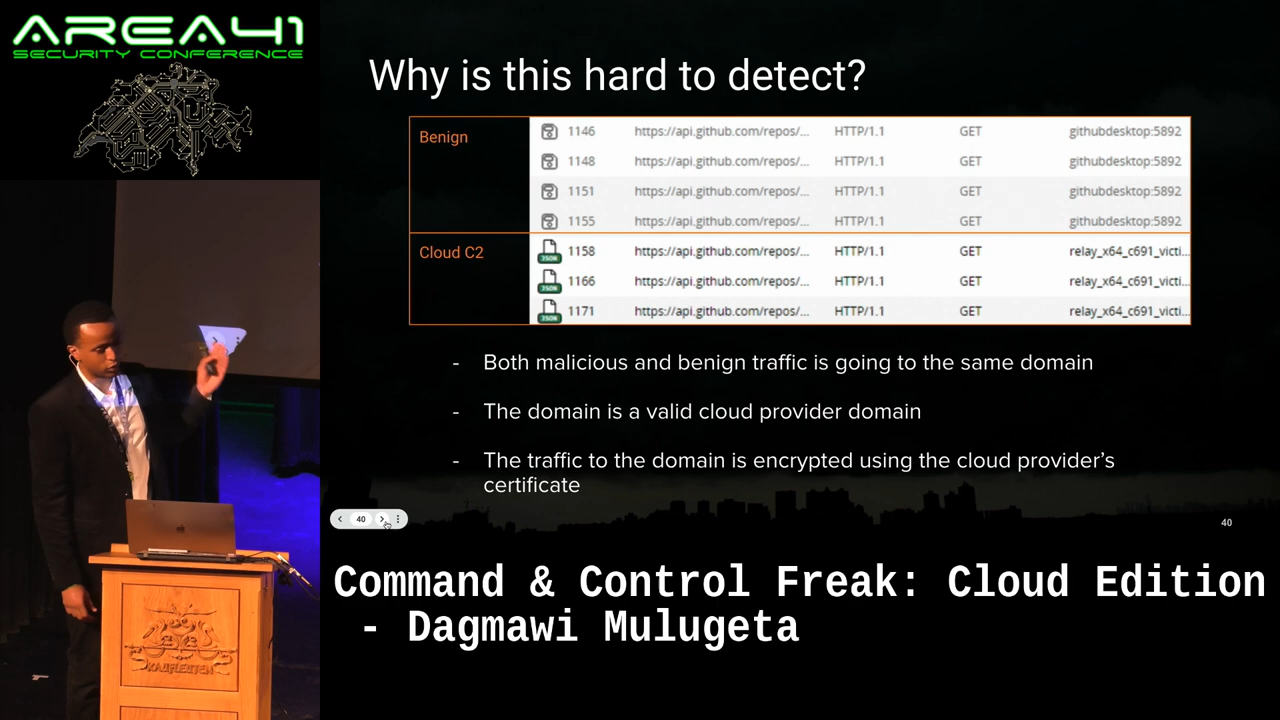 AREA41
SECURITY CONFERENCE
Why is this hard to detect?
Benign
1146 https://api.github.com/repos/... HTTP/1.1 GET githubdesktop:5892
1148 https://api.github.com/repos/... HTTP/1.1 GET githubdesktop:5892
1151 https://api.github.com/repos/... HTTP/1.1 GET githubdesktop:5892
1155 https://api.github.com/repos/... HTTP/1.1 GET githubdesktop:5892
Cloud C2
JSON 1158 https://api.github.com/repos/... HTTP/1.1 GET relay_x64_c691_victi...
JSON 1166 https://api.github.com/repos/... HTTP/1.1 GET relay_x64_c691_victi...
JSON 1171 https://api.github.com/repos/... HTTP/1.1 GET relay_x64_c691_victi...
- Both malicious and benign traffic is going to the same domain
- The domain is a valid cloud provider domain
- The traffic to the domain is encrypted using the cloud provider's
certificate
40
40
KAUFLEUTEN
Command & Control Freak: Cloud Edition
- Dagmawi Mulugeta